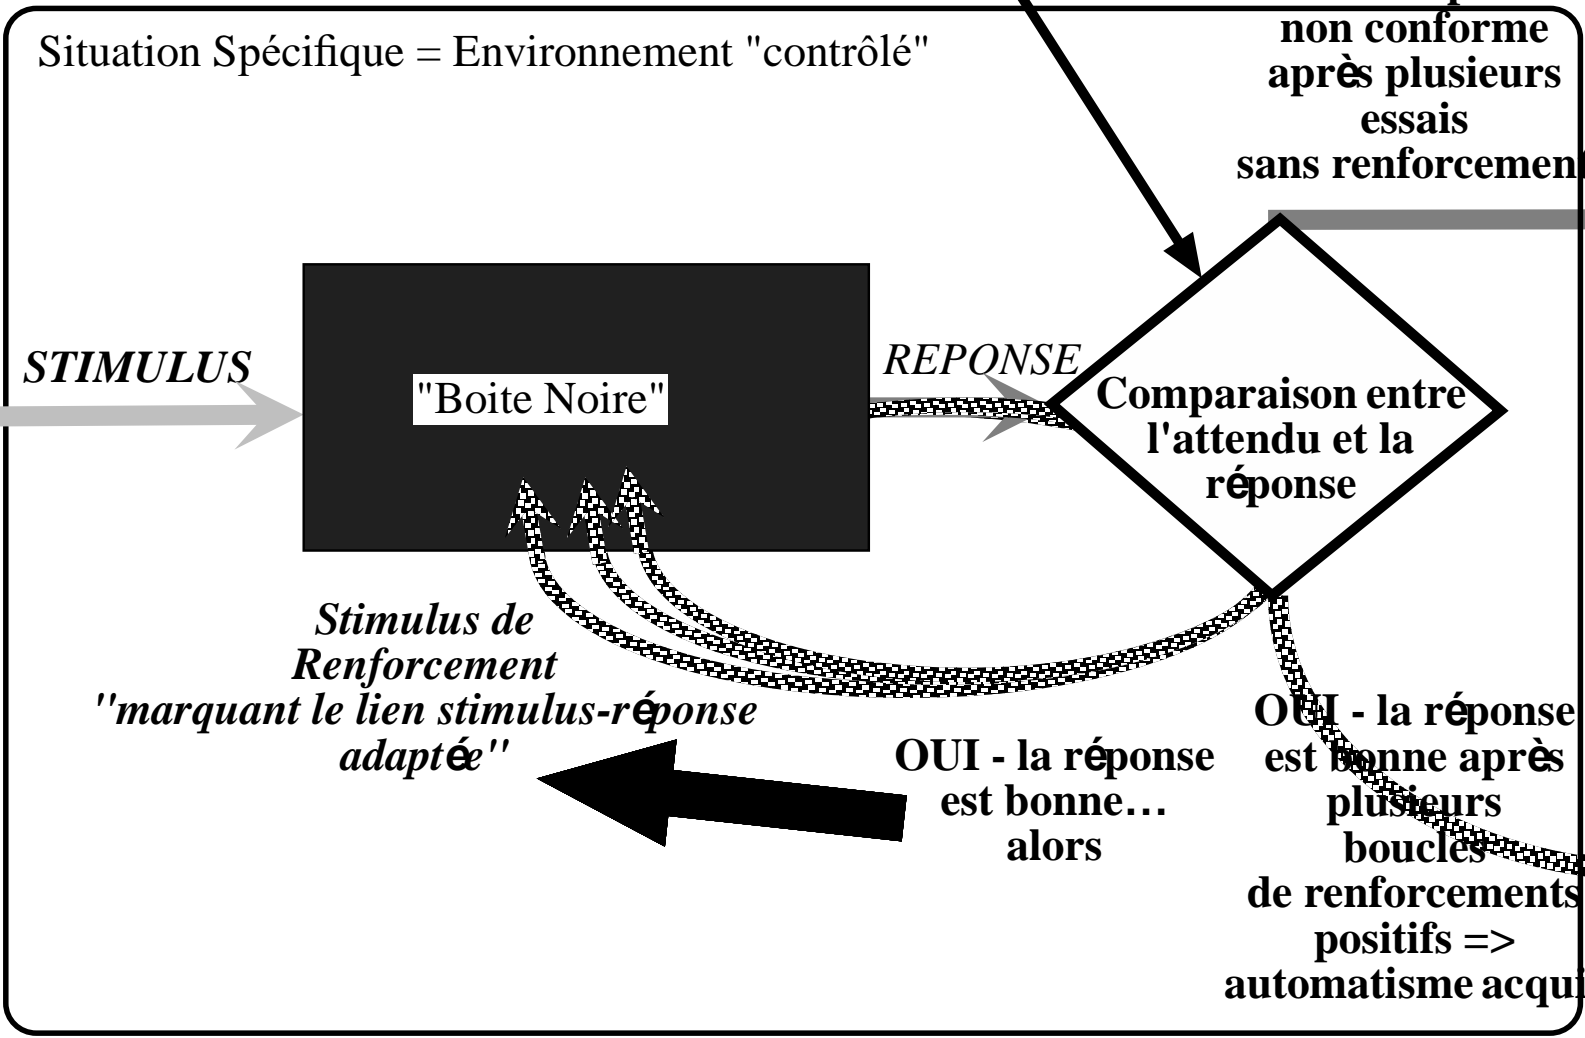 Situation Spécifique = Environnement "contrôlé"
non conforme
après plusieurs
essais
sans renforcement
STIMULUS
"Boite Noire"
REPONSE
Comparaison entre
l'attendu et la
réponse
Stimulus de
Renforcement
"marquant le lien stimulus-réponse
adaptée"
OUI - la réponse
est bonne...
alors
OUI - la réponse
est bonne après
plusieurs
boucles
de renforcements
positifs =>
automatisme acqui